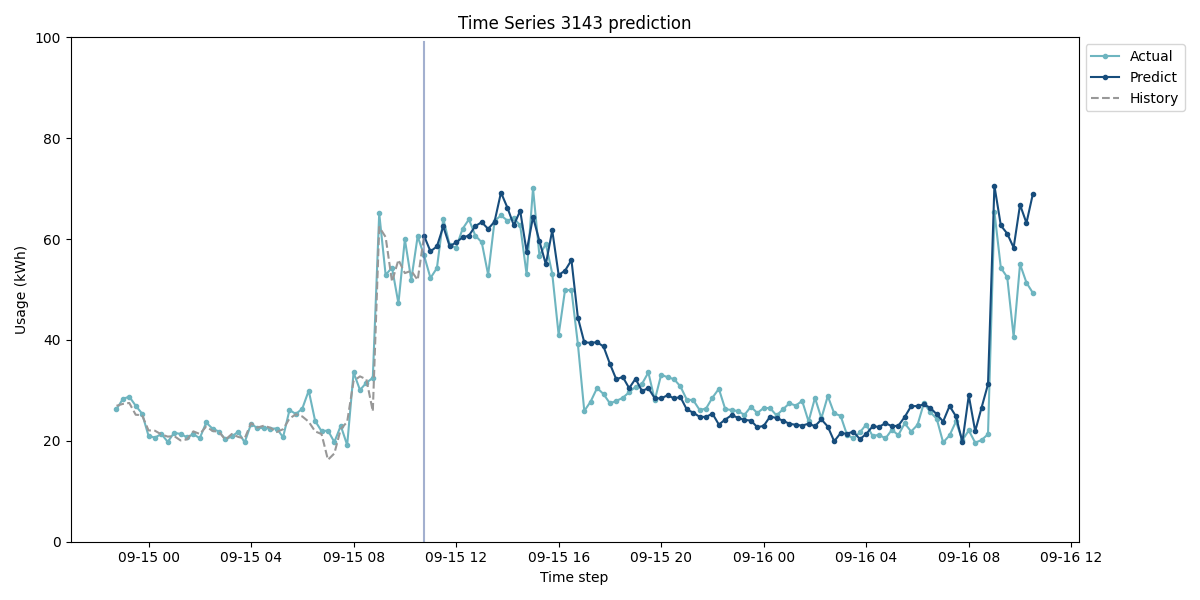 Time Series 3143 prediction
100
80
60
40
20
0
Usage (kWh)
09-15 00
09-15 04
09-15 08
09-15 12
09-15 16
09-15 20
09-16 00
09-16 04
09-16 08
09-16 12
Time step
Actual
Predict
History